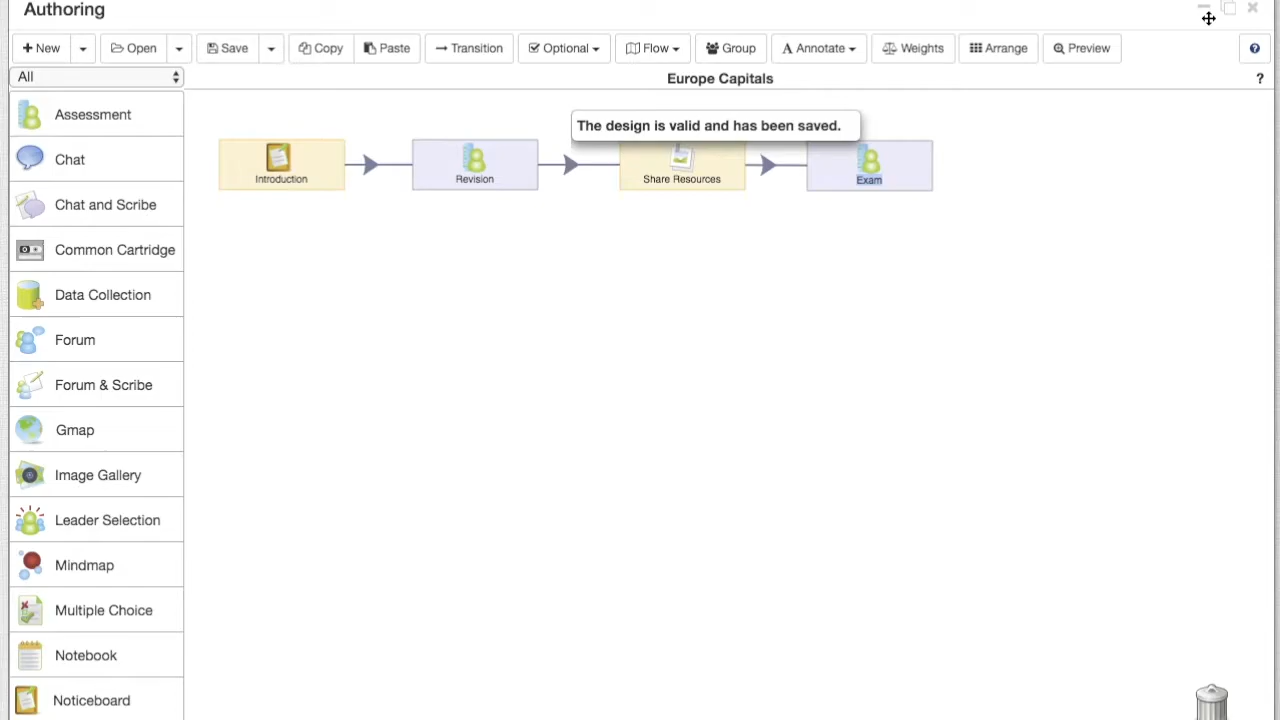 Authoring
New Open Save Copy Paste Transition Optional Flow Group Annotate Weights Arrange Preview ?
All
Europe Capitals ?
The design is valid and has been saved.
Introduction Revision Share Resources Exam
Assessment
Chat
Chat and Scribe
Common Cartridge
Data Collection
Forum
Forum & Scribe
Gmap
Image Gallery
Leader Selection
Mindmap
Multiple Choice
Notebook
Noticeboard